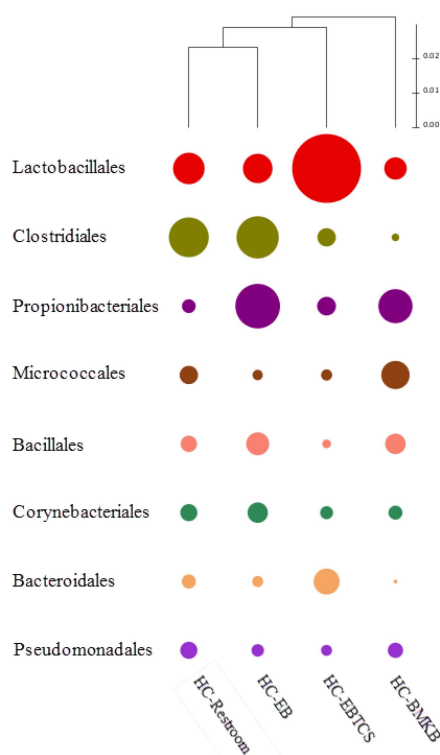 0.02
0.01
0.00
Lactobacillales
Clostridiales
Propionibacteriales
Micrococcales
Bacillales
Corynebacteriales
Bacteroidales
Pseudomonadales
HC-Restroom
HC-EB
HC-EBTCS
HC-BMKB